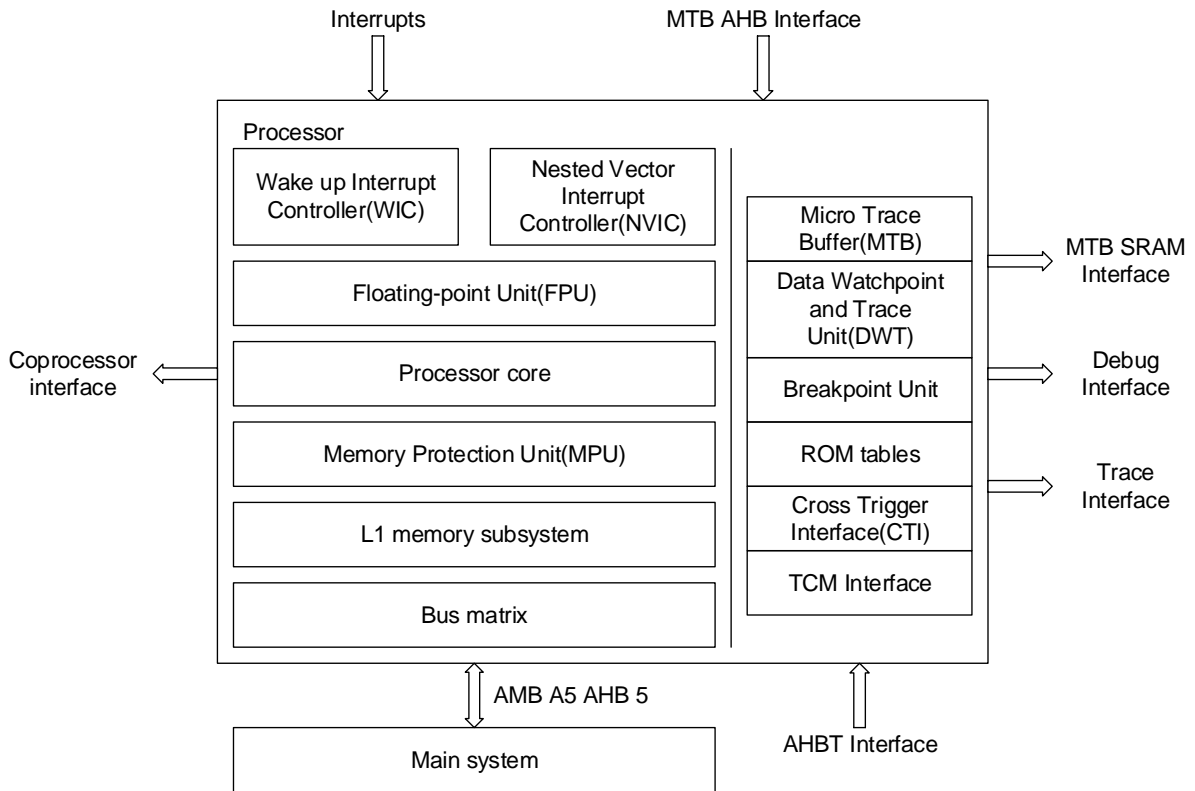 Interrupts
MTB AHB Interface
Processor
Wake up Interrupt
Controller(WIC)
Nested Vector
Interrupt
Controller(NVIC)
Floating-point Unit(FPU)
Processor core
Memory Protection Unit(MPU)
L1 memory subsystem
Bus matrix
Micro Trace
Buffer(MTB)
Data Watchpoint
and Trace
Unit(DWT)
Breakpoint Unit
ROM tables
Cross Trigger
Interface(CTI)
TCM Interface
Coprocessor
interface
MTB SRAM
Interface
Debug
Interface
Trace
Interface
AMB A5 AHB 5
AHBT Interface
Main system